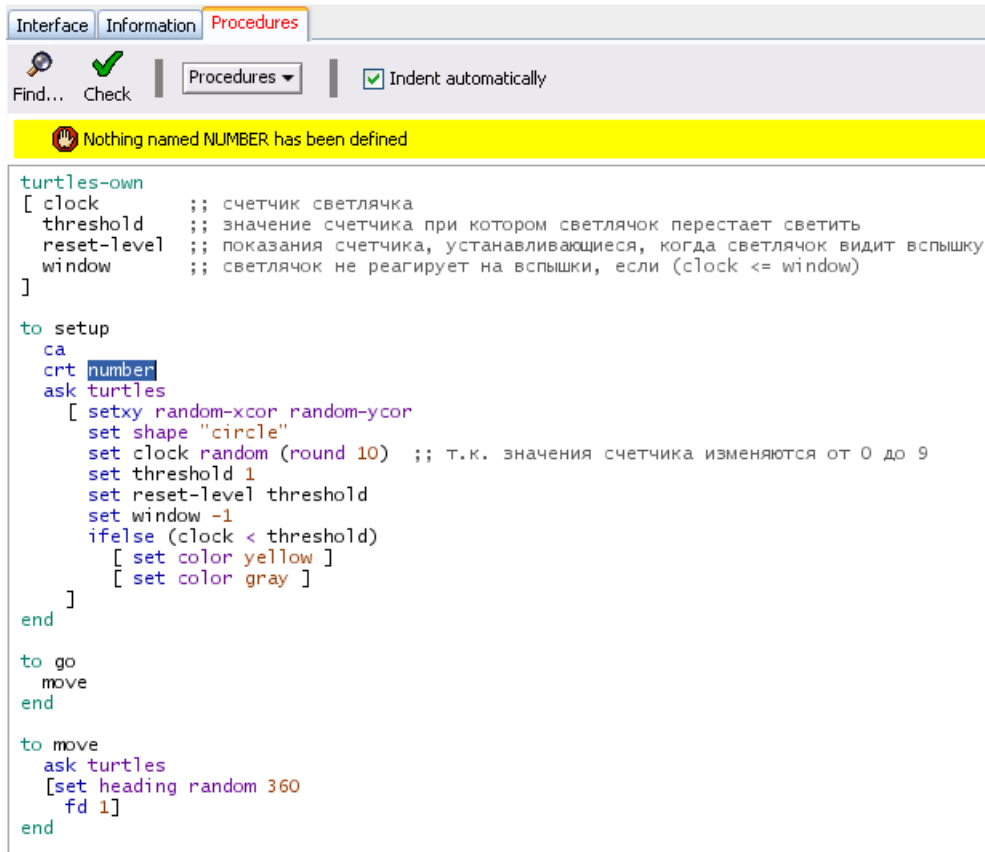 Interface Information Procedures
Find... Check Procedures Indent automatically
Nothing named NUMBER has been defined
turtles-own
[ clock ;; счетчик светлячка
threshold ;; значение счетчика при котором светлячок перестает светить
reset-level ;; показания счетчика, устанавливающиеся, когда светлячок видит вспышку
window ;; светлячок не реагирует на вспышки, если (clock <= window)
]
to setup
ca
crt number
ask turtles
[ setxy random-xcor random-ycor
set shape "circle"
set clock random (round 10) ;; т.к. значения счетчика изменяются от 0 до 9
set threshold 1
set reset-level threshold
set window -1
ifelse (clock < threshold)
[ set color yellow ]
[ set color gray ]
]
end
to go
move
end
to move
ask turtles
[set heading random 360
fd 1]
end